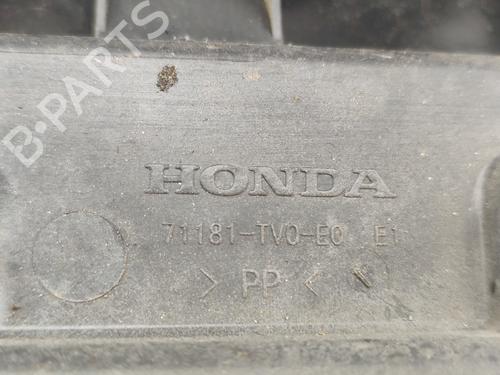 B-PARTS
HONDA
71181-TV0-E0 E1
> PP <